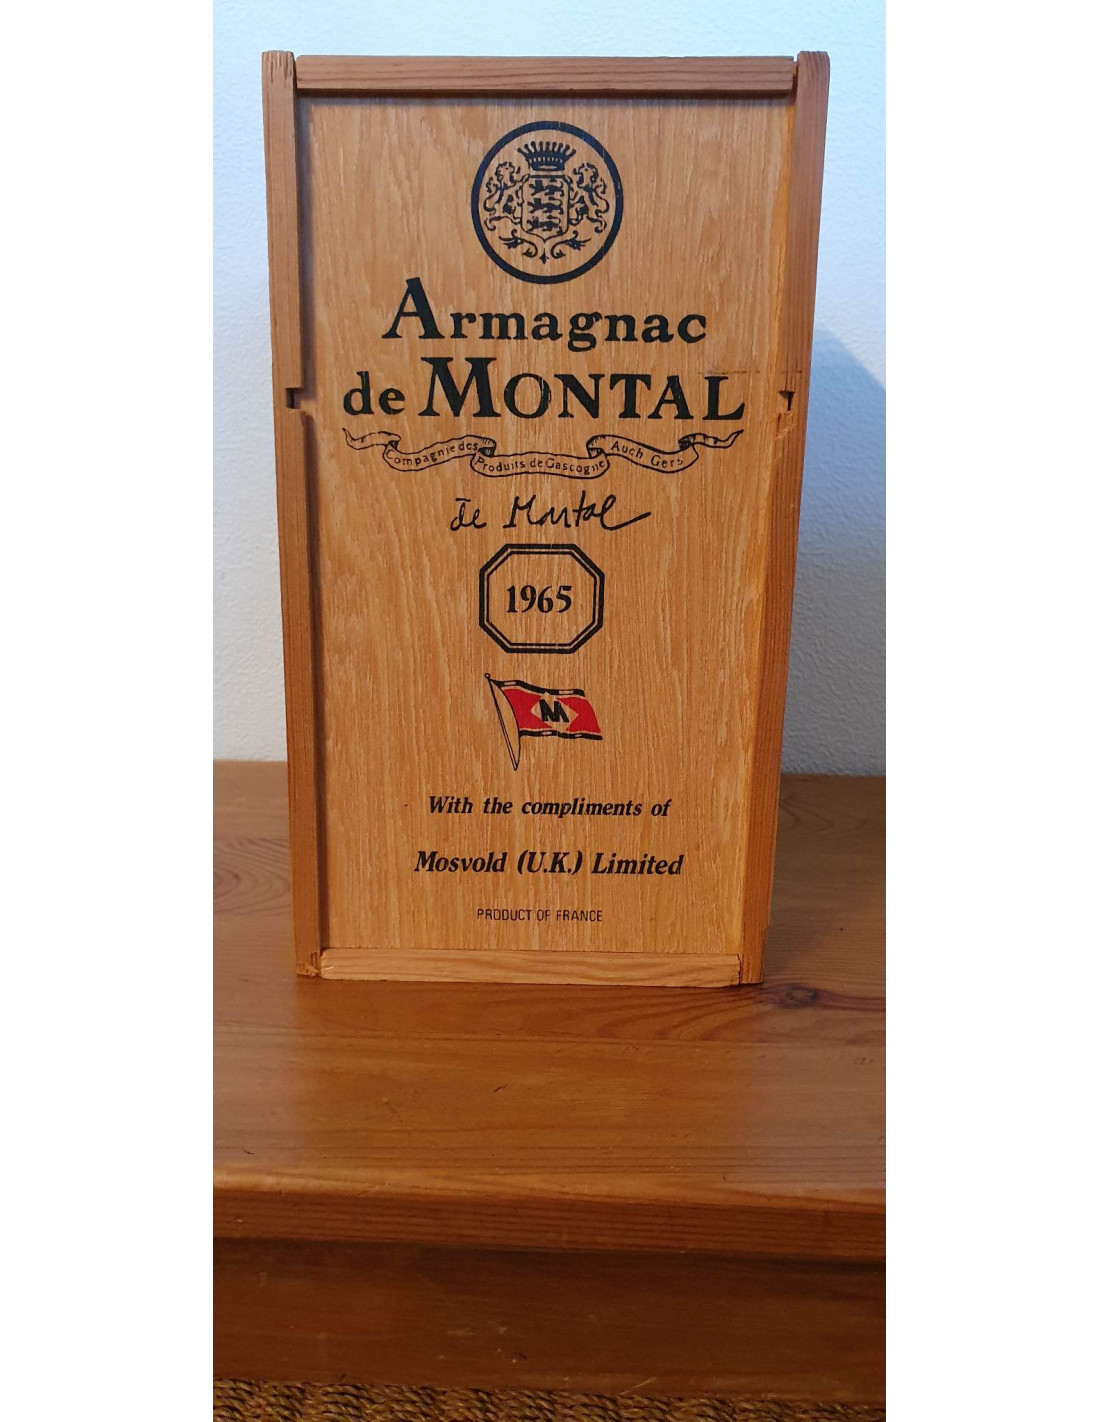 Armagnac
de MONTAL
Compagnie des Produits de Gascogne Auch Gers
de Montal
1965
M
With the compliments of
Mosvold (U.K.) Limited
PRODUCT OF FRANCE